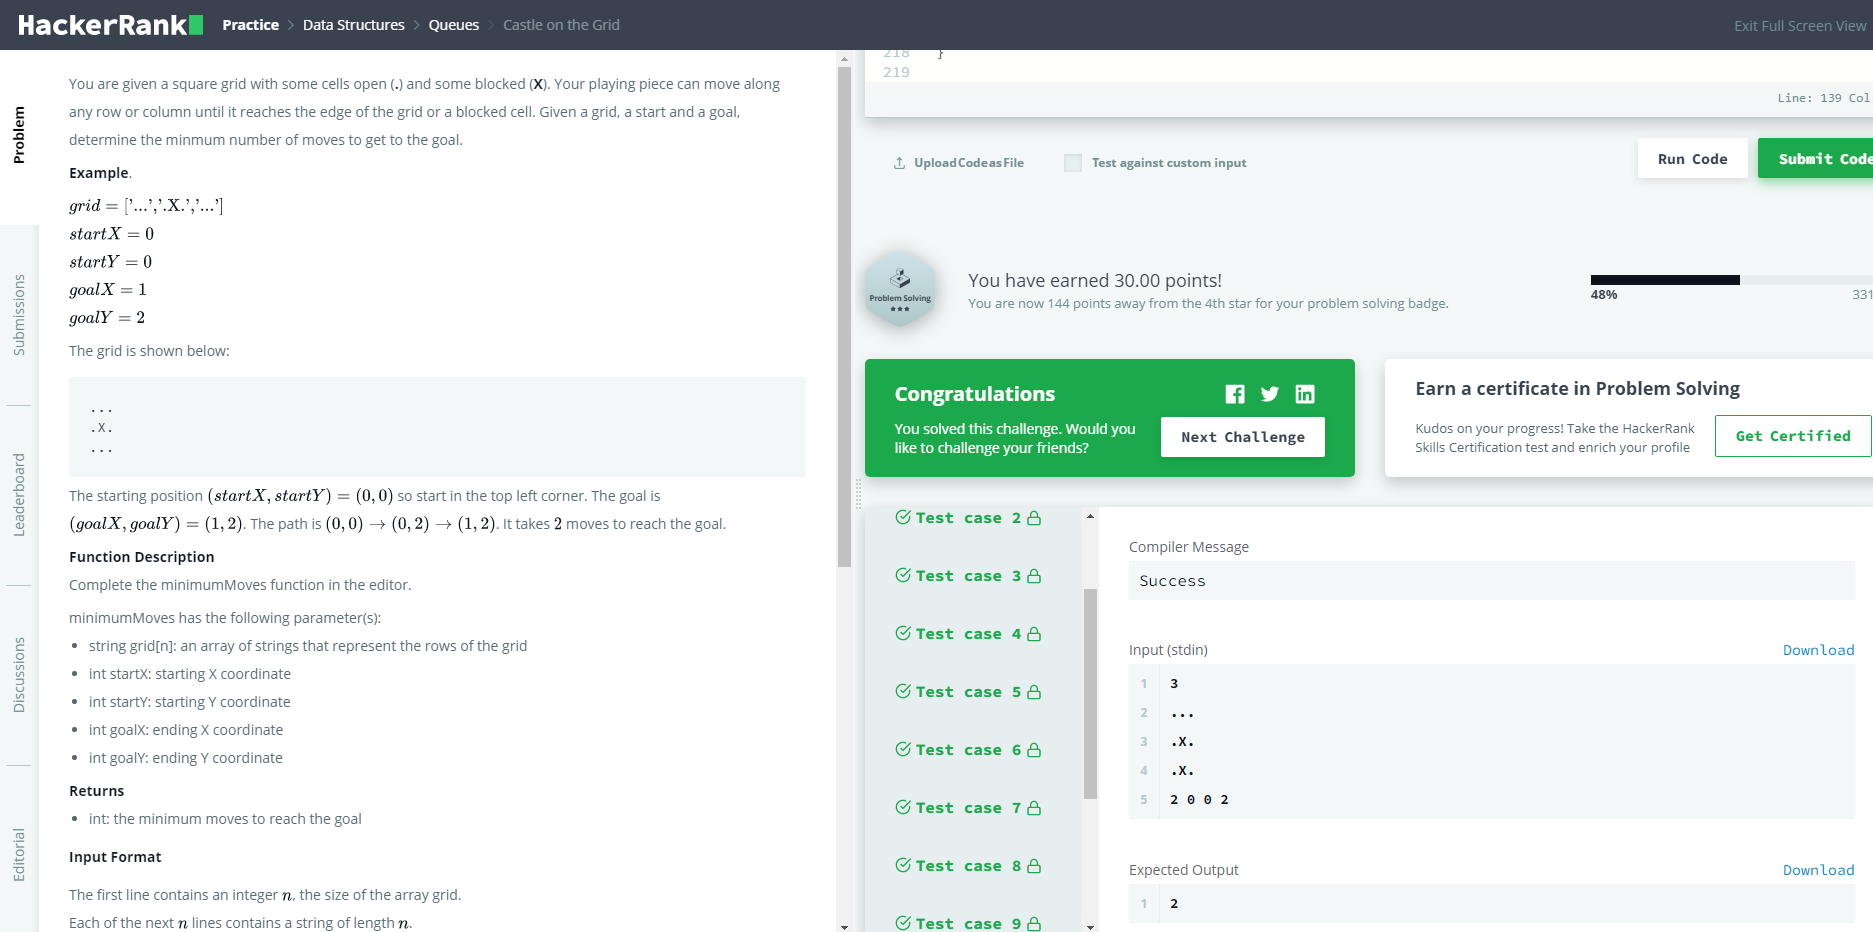 HackerRank
Practice > Data Structures > Queues > Castle on the Grid
Exit Full Screen View
Problem
Submissions
Leaderboard
Discussions
Editorial
You are given a square grid with some cells open (.) and some blocked (X). Your playing piece can move along
any row or column until it reaches the edge of the grid or a blocked cell. Given a grid, a start and a goal,
determine the minmum number of moves to get to the goal.
Example.
grid = ['...','.X.','...']
startX = 0
startY = 0
goalX = 1
goalY = 2
The grid is shown below:
...
.X.
...
The starting position (startX, startY) = (0, 0) so start in the top left corner. The goal is
(goalX, goalY) = (1, 2). The path is (0, 0) → (0, 2) → (1, 2). It takes 2 moves to reach the goal.
Function Description
Complete the minimumMoves function in the editor.
minimumMoves has the following parameter(s):
• string grid[n]: an array of strings that represent the rows of the grid
• int startX: starting X coordinate
• int startY: starting Y coordinate
• int goalX: ending X coordinate
• int goalY: ending Y coordinate
Returns
• int: the minimum moves to reach the goal
Input Format
The first line contains an integer n, the size of the array grid.
Each of the next n lines contains a string of length n.
218 }
219
Line: 139 Col
Upload Code as File
Test against custom input
Run Code
Submit Code
Problem Solving
You have earned 30.00 points!
You are now 144 points away from the 4th star for your problem solving badge.
48%
331
Congratulations
You solved this challenge. Would you
like to challenge your friends?
Next Challenge
Earn a certificate in Problem Solving
Kudos on your progress! Take the HackerRank
Skills Certification test and enrich your profile
Get Certified
Test case 2
Test case 3
Test case 4
Test case 5
Test case 6
Test case 7
Test case 8
Test case 9
Compiler Message
Success
Input (stdin)
Download
1 3
2 ...
3 .X.
4 .X.
5 2 0 0 2
Expected Output
Download
1 2